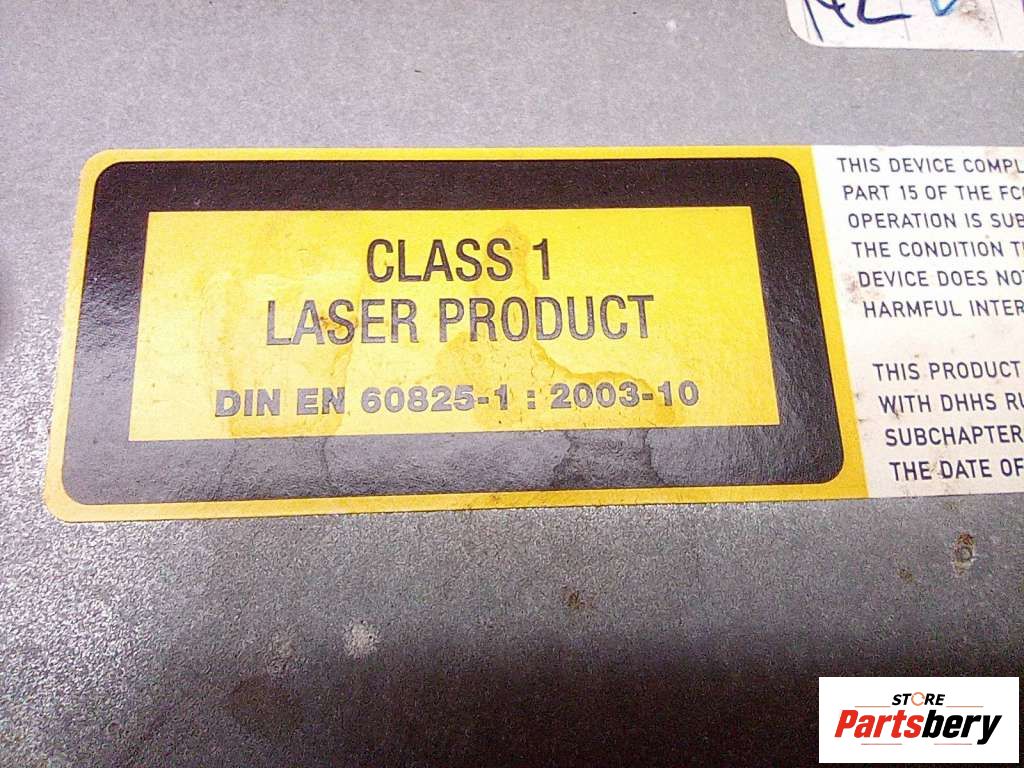 CLASS 1
LASER PRODUCT
DIN EN 60825-1 : 2003-10
THIS DEVICE COMPL
PART 15 OF THE FC
OPERATION IS SUB
THE CONDITION T
DEVICE DOES NO
HARMFUL INTER
THIS PRODUCT
WITH DHHS RU
SUBCHAPTER
THE DATE OF
STORE
Partsbery